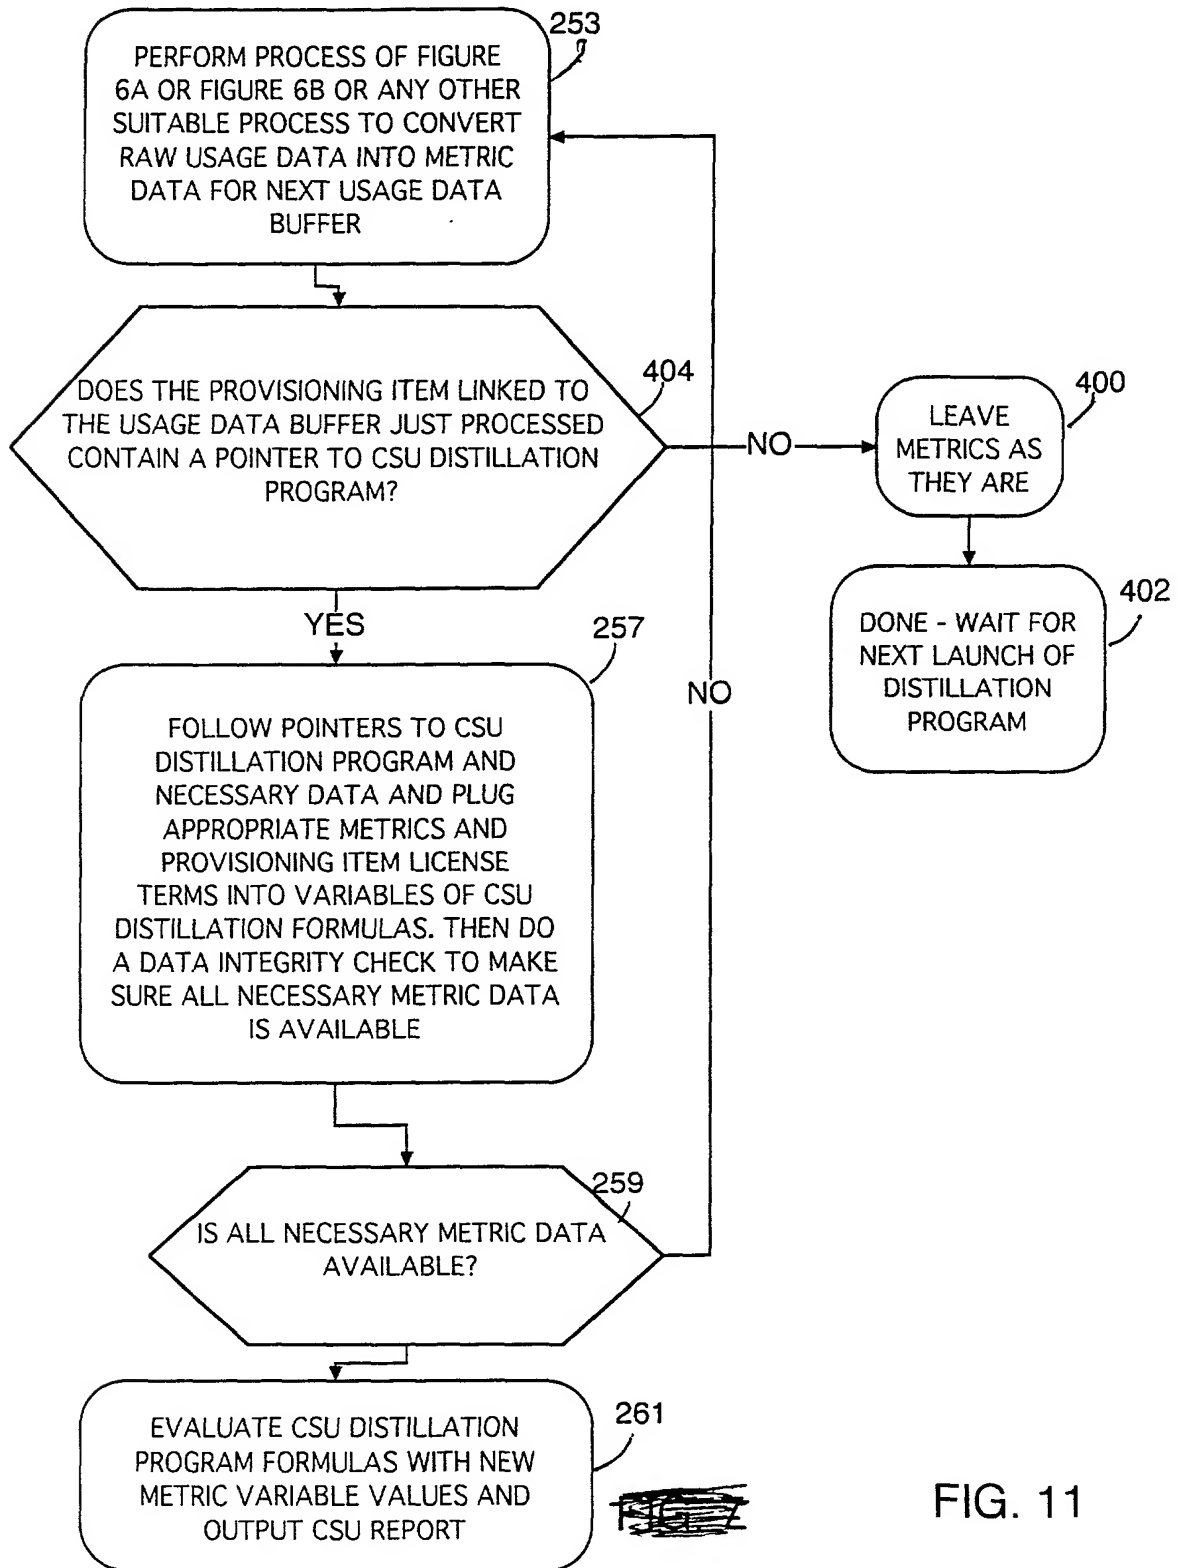 253
PERFORM PROCESS OF FIGURE
6A OR FIGURE 6B OR ANY OTHER
SUITABLE PROCESS TO CONVERT
RAW USAGE DATA INTO METRIC
DATA FOR NEXT USAGE DATA
BUFFER
404
DOES THE PROVISIONING ITEM LINKED TO
THE USAGE DATA BUFFER JUST PROCESSED
CONTAIN A POINTER TO CSU DISTILLATION
PROGRAM?
NO
400
LEAVE
METRICS AS
THEY ARE
402
DONE - WAIT FOR
NEXT LAUNCH OF
DISTILLATION
PROGRAM
YES
257
NO
FOLLOW POINTERS TO CSU
DISTILLATION PROGRAM AND
NECESSARY DATA AND PLUG
APPROPRIATE METRICS AND
PROVISIONING ITEM LICENSE
TERMS INTO VARIABLES OF CSU
DISTILLATION FORMULAS. THEN DO
A DATA INTEGRITY CHECK TO MAKE
SURE ALL NECESSARY METRIC DATA
IS AVAILABLE
259
IS ALL NECESSARY METRIC DATA
AVAILABLE?
261
EVALUATE CSU DISTILLATION
PROGRAM FORMULAS WITH NEW
METRIC VARIABLE VALUES AND
OUTPUT CSU REPORT
FIG. 11